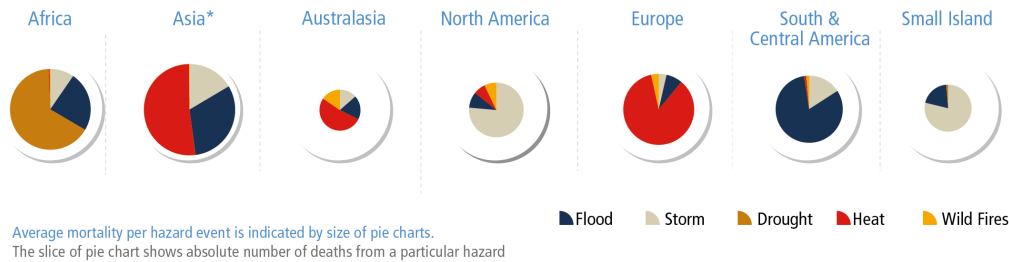 Africa
Asia*
Australasia
North America
Europe
South &
Central America
Small Island
Flood
Storm
Drought
Heat
Wild Fires
Average mortality per hazard event is indicated by size of pie charts.
The slice of pie chart shows absolute number of deaths from a particular hazard